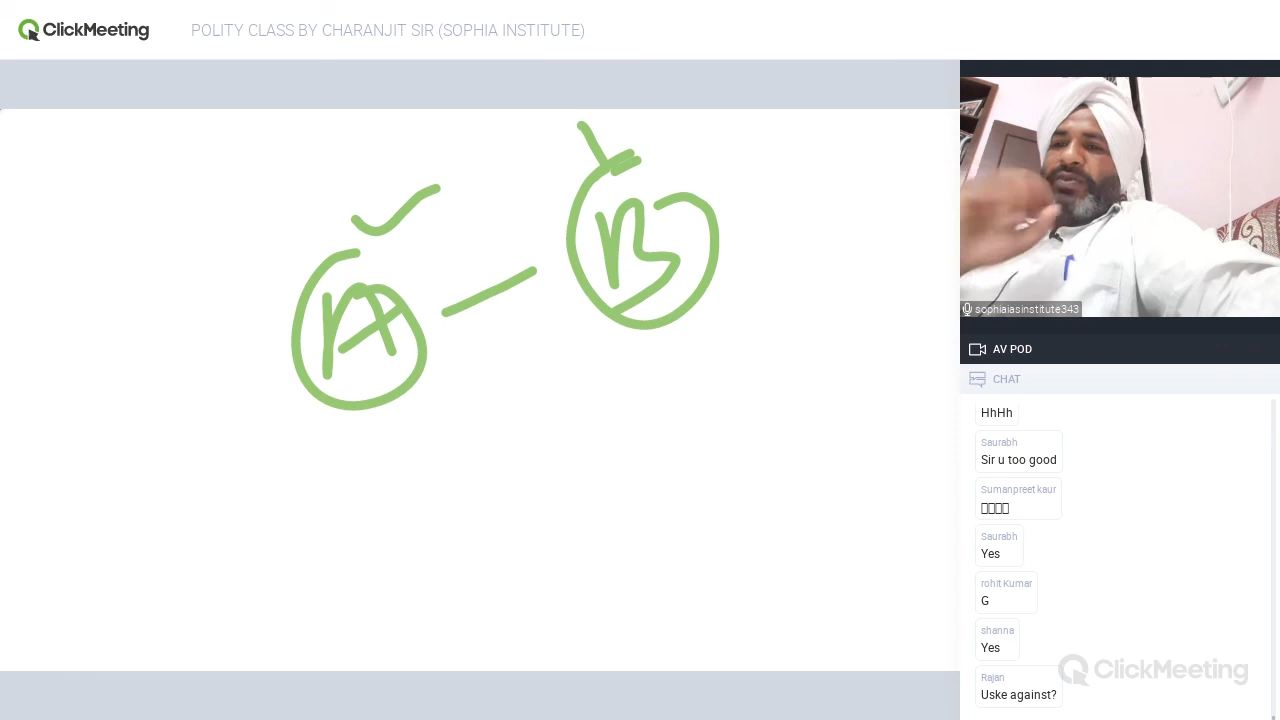 ClickMeeting
POLITY CLASS BY CHARANJIT SIR (SOPHIA INSTITUTE)
A
B
sophiaiasinstitute343
AV POD
CHAT
HhHh
Saurabh
Sir u too good
Sumanpreet kaur
Saurabh
Yes
rohit Kumar
G
shanna
Yes
Rajan
Uske against?
ClickMeeting